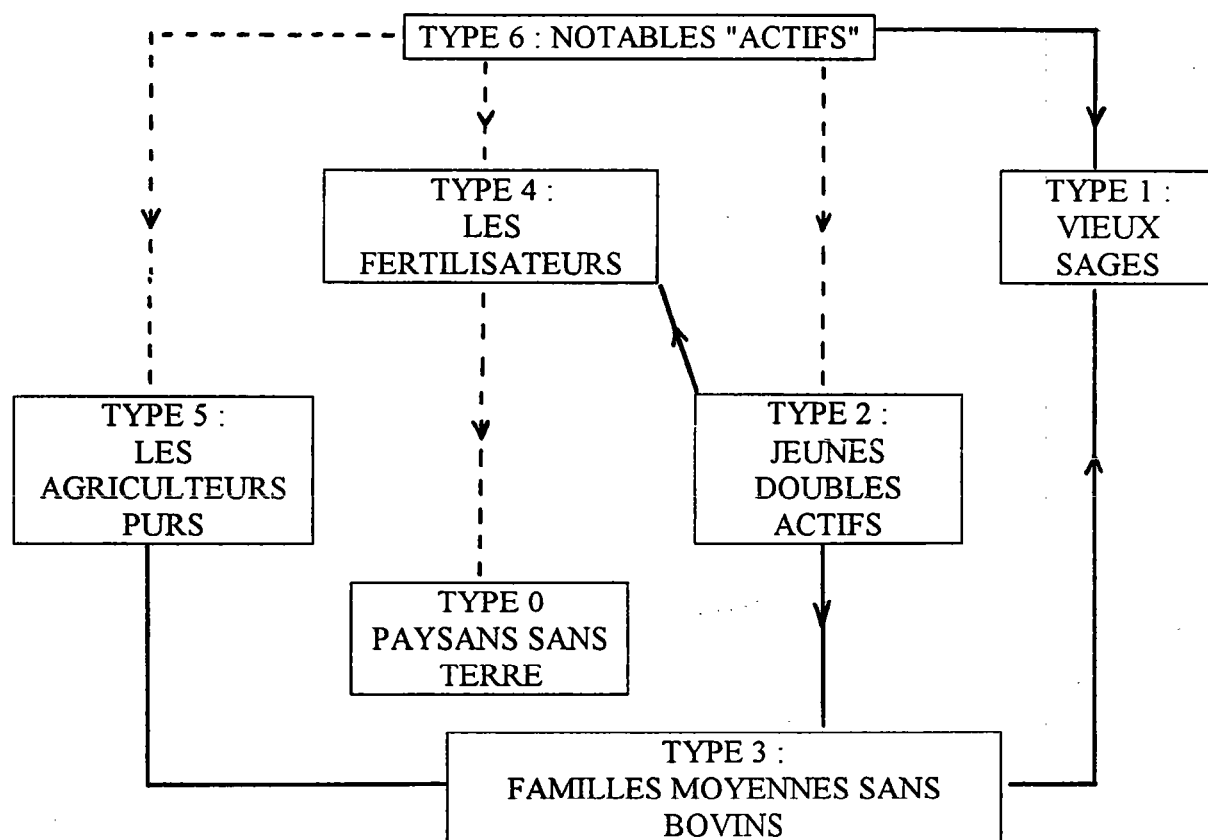 TYPE 6 : NOTABLES "ACTIFS"
TYPE 4 :
LES
FERTILISATEURS
TYPE 1 :
VIEUX
SAGES
TYPE 5 :
LES
AGRICULTEURS
PURS
TYPE 2 :
JEUNES
DOUBLES
ACTIFS
TYPE 0
PAYSANS SANS
TERRE
TYPE 3 :
FAMILLES MOYENNES SANS
BOVINS